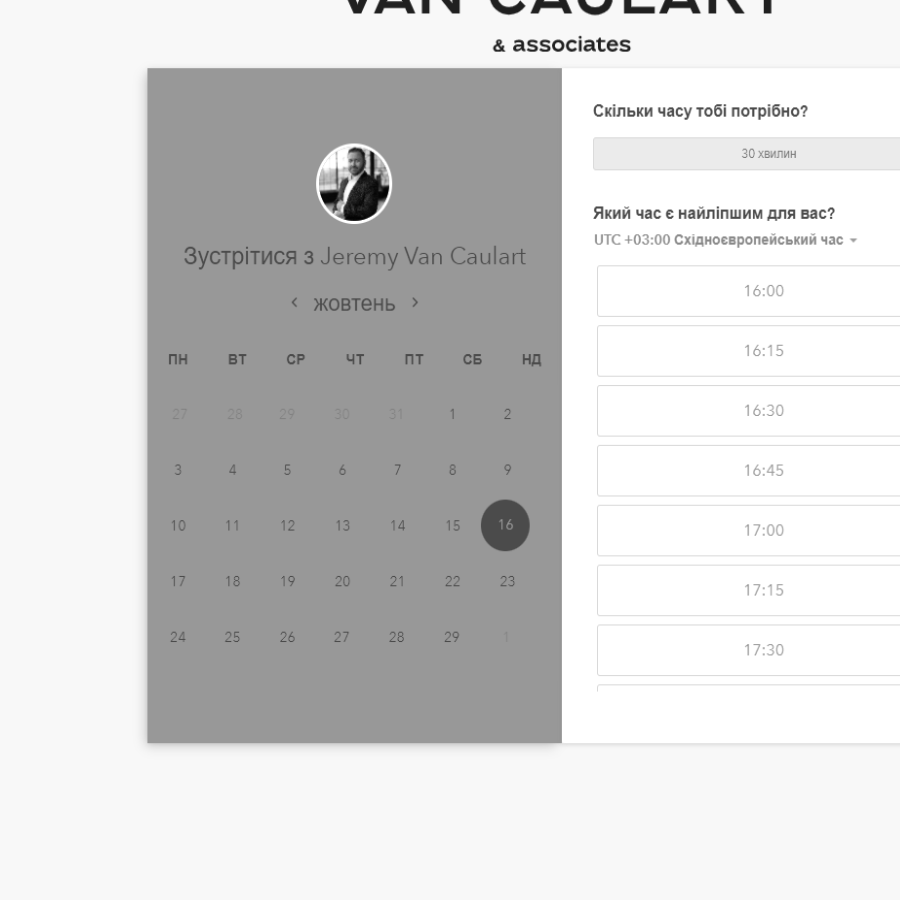 VAN CAULART
& associates
Зустрітися з Jeremy Van Caulart
‹ жовтень ›
ПН ВТ СР ЧТ ПТ СБ НД
27 28 29 30 31 1 2
3 4 5 6 7 8 9
10 11 12 13 14 15 16
17 18 19 20 21 22 23
24 25 26 27 28 29 1
Скільки часу тобі потрібно?
30 хвилин
Який час є найліпшим для вас?
UTC +03:00 Східноєвропейський час
16:00
16:15
16:30
16:45
17:00
17:15
17:30